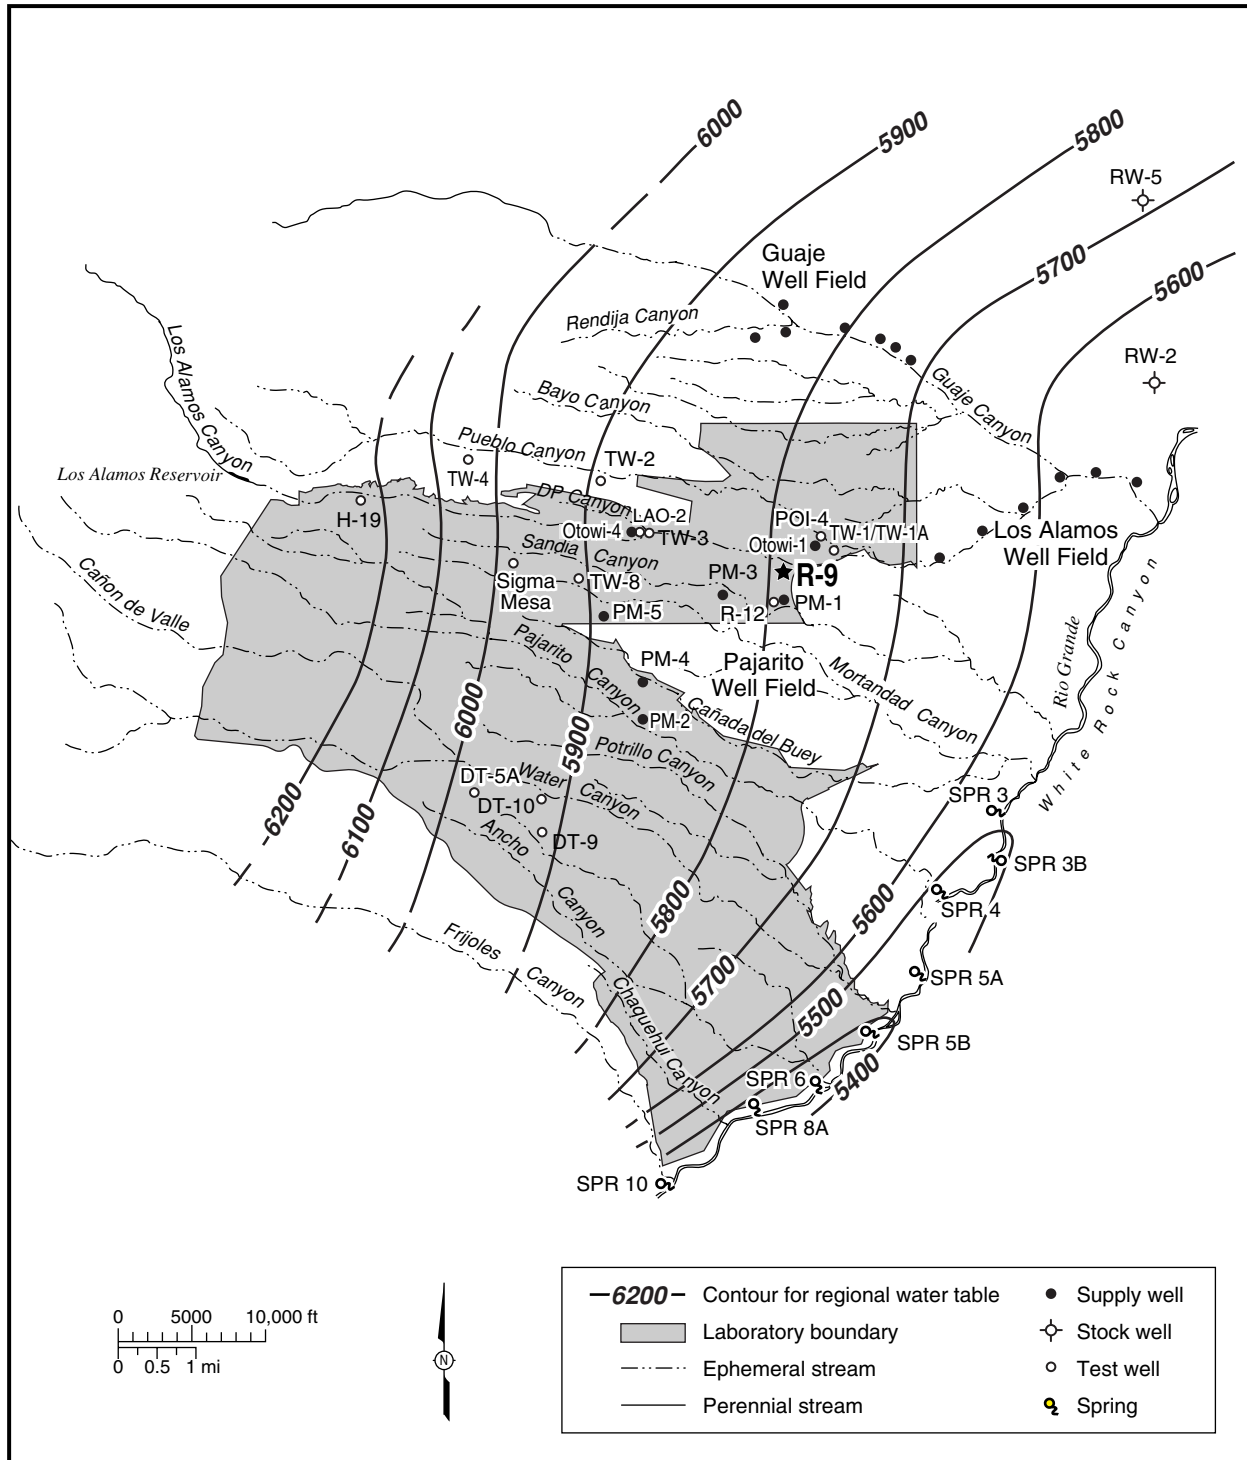 6000
5900
5800
RW-5
5700
5600
Guaje
Well Field
Rendija Canyon
RW-2
Los Alamos Canyon
Guaje Canyon
Bayo Canyon
Pueblo Canyon
TW-4
TW-2
Los Alamos Reservoir
H-19
DP Canyon
LAO-2
Otowi-4
TW-3
POI-4
TW-1/TW-1A
Otowi-1
Los Alamos
Well Field
Sandia Canyon
Sigma
Mesa
TW-8
PM-3
R-9
R-12
PM-1
PM-5
Cañon de Valle
Pajarito Canyon
PM-4
Pajarito
Well Field
Mortandad Canyon
Rio Grande
White Rock Canyon
PM-2
Cañada del Buey
6000
5900
Potrillo Canyon
Water Canyon
DT-5A
DT-10
DT-9
Ancho Canyon
6200
6100
SPR 3
SPR 3B
SPR 4
5800
5600
Frijoles Canyon
5700
5500
SPR 5A
Chaquehui Canyon
SPR 5B
5400
SPR 6
SPR 8A
SPR 10
0 5000 10,000 ft
0 0.5 1 mi
N
6200 Contour for regional water table
Laboratory boundary
Ephemeral stream
Perennial stream
Supply well
Stock well
Test well
Spring